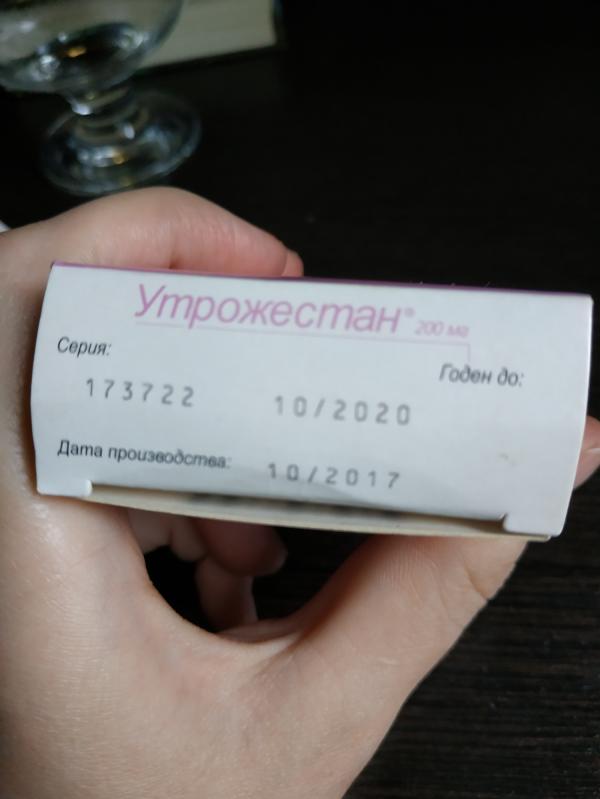 Утрожестан® 200 мг
Серия:
Годен до:
173722 10/2020
Дата производства: 10/2017